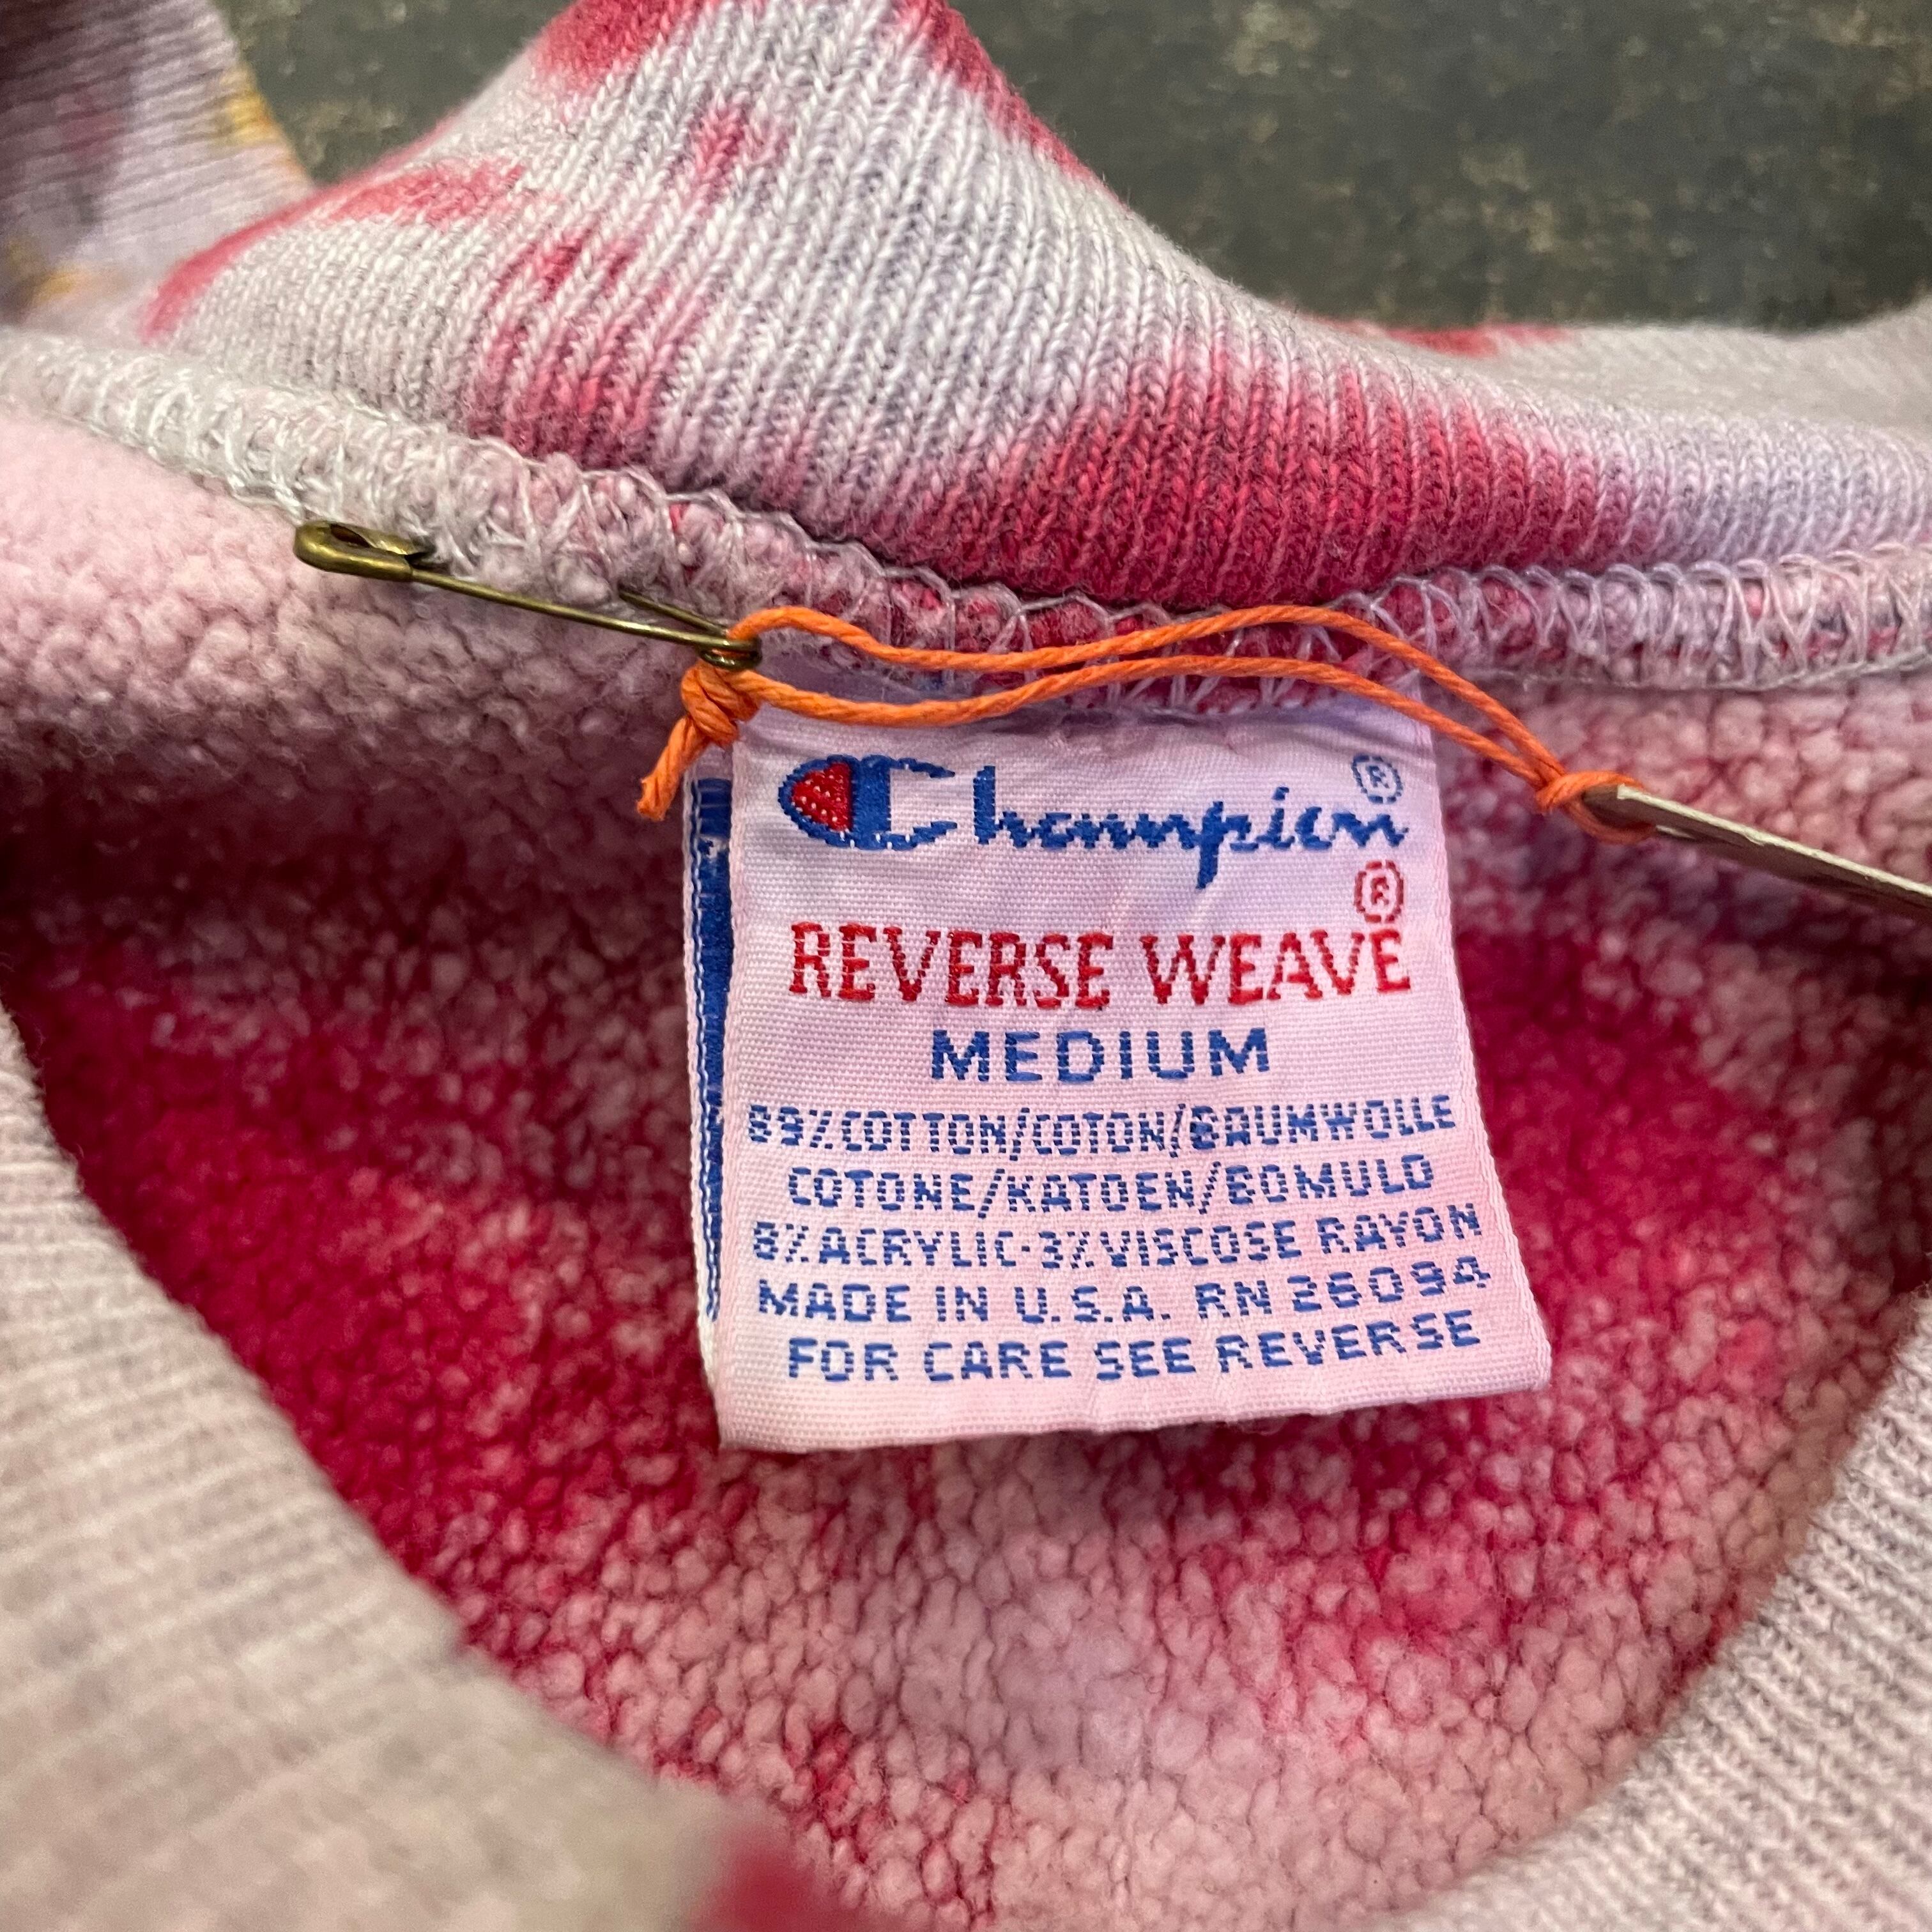 Champion®
REVERSE WEAVE®
MEDIUM
89%COTTON/COTON/BAUMWOLLE
COTONE/KATOEN/BOMULD
8%ACRYLIC-3%VISCOSE RAYON
MADE IN U.S.A. RN 26094
FOR CARE SEE REVERSE